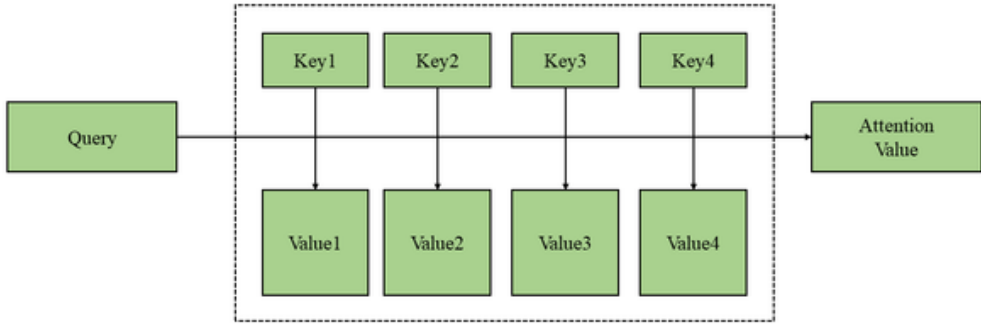 Key1
Key2
Key3
Key4
Query
Attention
Value
Value1
Value2
Value3
Value4